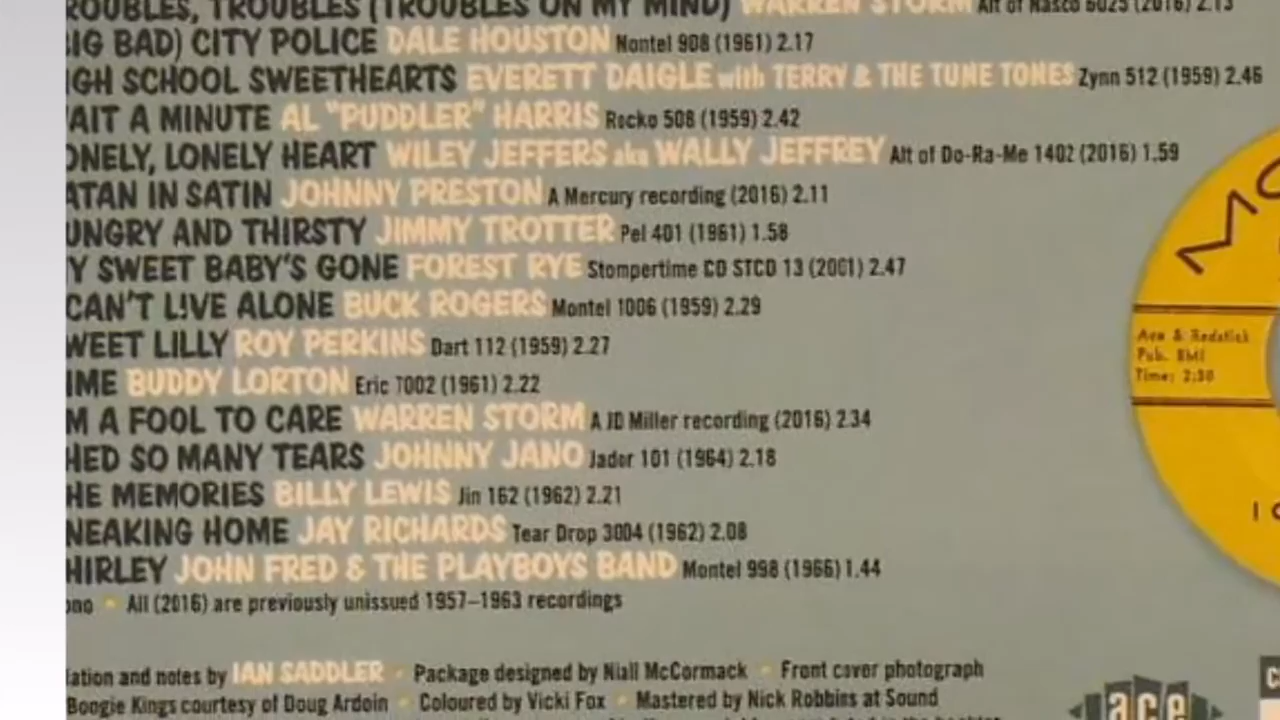 ROUBLES, TROUBLES (TROUBLES ON MY MIND) WARREN STORM Alt of Nasco 6025 (2016) 2.13
IG BAD) CITY POLICE DALE HOUSTON Montel 908 (1961) 2.17
IGH SCHOOL SWEETHEARTS EVERETT DAIGLE with TERRY & THE TUNE TONES Zynn 512 (1959) 2.46
AIT A MINUTE AL "PUDDLER" HARRIS Rocko 508 (1959) 2.42
ONELY, LONELY HEART WILEY JEFFERS aka WALLY JEFFREY Alt of Do-Ra-Me 1402 (2016) 1.59
ATAN IN SATIN JOHNNY PRESTON A Mercury recording (2016) 2.11
UNGRY AND THIRSTY JIMMY TROTTER Pel 401 (1961) 1.58
Y SWEET BABY'S GONE FOREST RYE Stompertime CD STCD 13 (2001) 2.47
CAN'T LIVE ALONE BUCK ROGERS Montel 1006 (1959) 2.29
WEET LILLY ROY PERKINS Dart 112 (1959) 2.27
IME BUDDY LORTON Eric 7002 (1961) 2.22
M A FOOL TO CARE WARREN STORM A JD Miller recording (2016) 2.34
HED SO MANY TEARS JOHNNY JANO Jador 101 (1964) 2.18
HE MEMORIES BILLY LEWIS Jin 162 (1962) 2.21
NEAKING HOME JAY RICHARDS Tear Drop 3004 (1962) 2.08
HIRLEY JOHN FRED & THE PLAYBOYS BAND Montel 998 (1966) 1.44
ono • All (2016) are previously unissued 1957–1963 recordings
lation and notes by IAN SADDLER • Package designed by Niall McCormack • Front cover photograph
Boogie Kings courtesy of Doug Ardoin • Coloured by Vicki Fox • Mastered by Nick Robbins at Sound
Ace & Redstick
Pub. BMI
Time: 2:30
ace